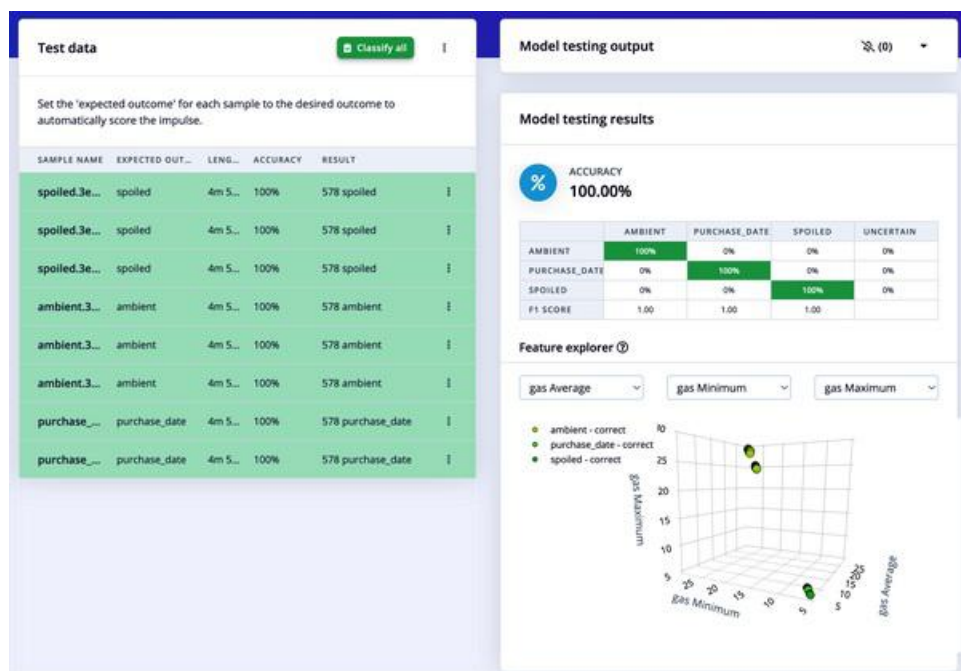 Test data
Classify all
Set the 'expected outcome' for each sample to the desired outcome to
automatically score the impulse.
SAMPLE NAME EXPECTED OUT... LENG... ACCURACY RESULT
spoiled.3e... spoiled 4m 5... 100% 578 spoiled
spoiled.3e... spoiled 4m 5... 100% 578 spoiled
spoiled.3e... spoiled 4m 5... 100% 578 spoiled
ambient.3... ambient 4m 5... 100% 578 ambient
ambient.3... ambient 4m 5... 100% 578 ambient
ambient.3... ambient 4m 5... 100% 578 ambient
purchase_... purchase_date 4m 5... 100% 578 purchase_date
purchase_... purchase_date 4m 5... 100% 578 purchase_date
Model testing output
(0)
Model testing results
%
ACCURACY
100.00%
AMBIENT PURCHASE_DATE SPOILED UNCERTAIN
AMBIENT 100% 0% 0% 0%
PURCHASE_DATE 0% 100% 0% 0%
SPOILED 0% 0% 100% 0%
F1 SCORE 1.00 1.00 1.00
Feature explorer
gas Average gas Minimum gas Maximum
ambient - correct
purchase_date - correct
spoiled - correct
25
20
15
10
5
gas Maximum
25
20
15
10
5
gas Minimum
25
20
15
10
5
gas Average